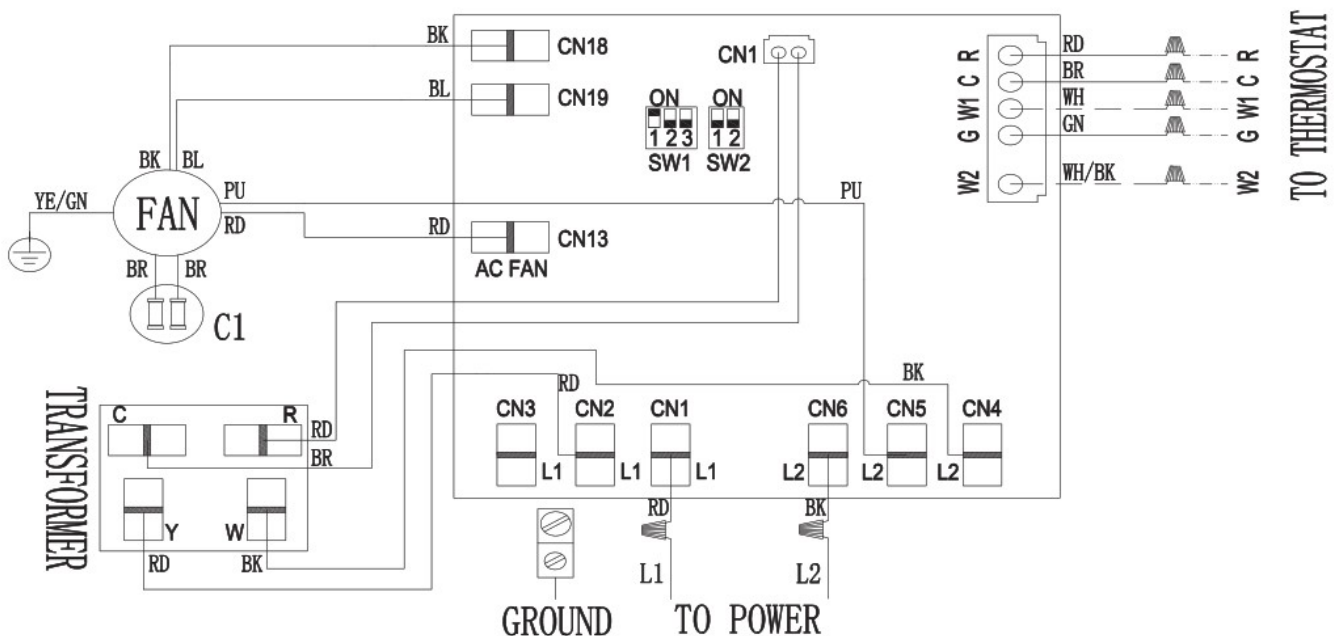 BK CN18
CN1
RD R
BR C
WH W1
GN G
WH/BK W2
R
C
W1
G
W2
TO THERMOSTAT
BL CN19
ON ON
1 2 3 1 2
SW1 SW2
BK BL
YE/GN FAN PU PU
RD RD CN13
AC FAN
BR BR
C1
TRANSFORMER
C R
RD
BR
Y W
RD BK
RD BK
CN3 CN2 CN1 CN6 CN5 CN4
L1 L1 L1 L2 L2 L2
RD BK
L1 L2
GROUND TO POWER